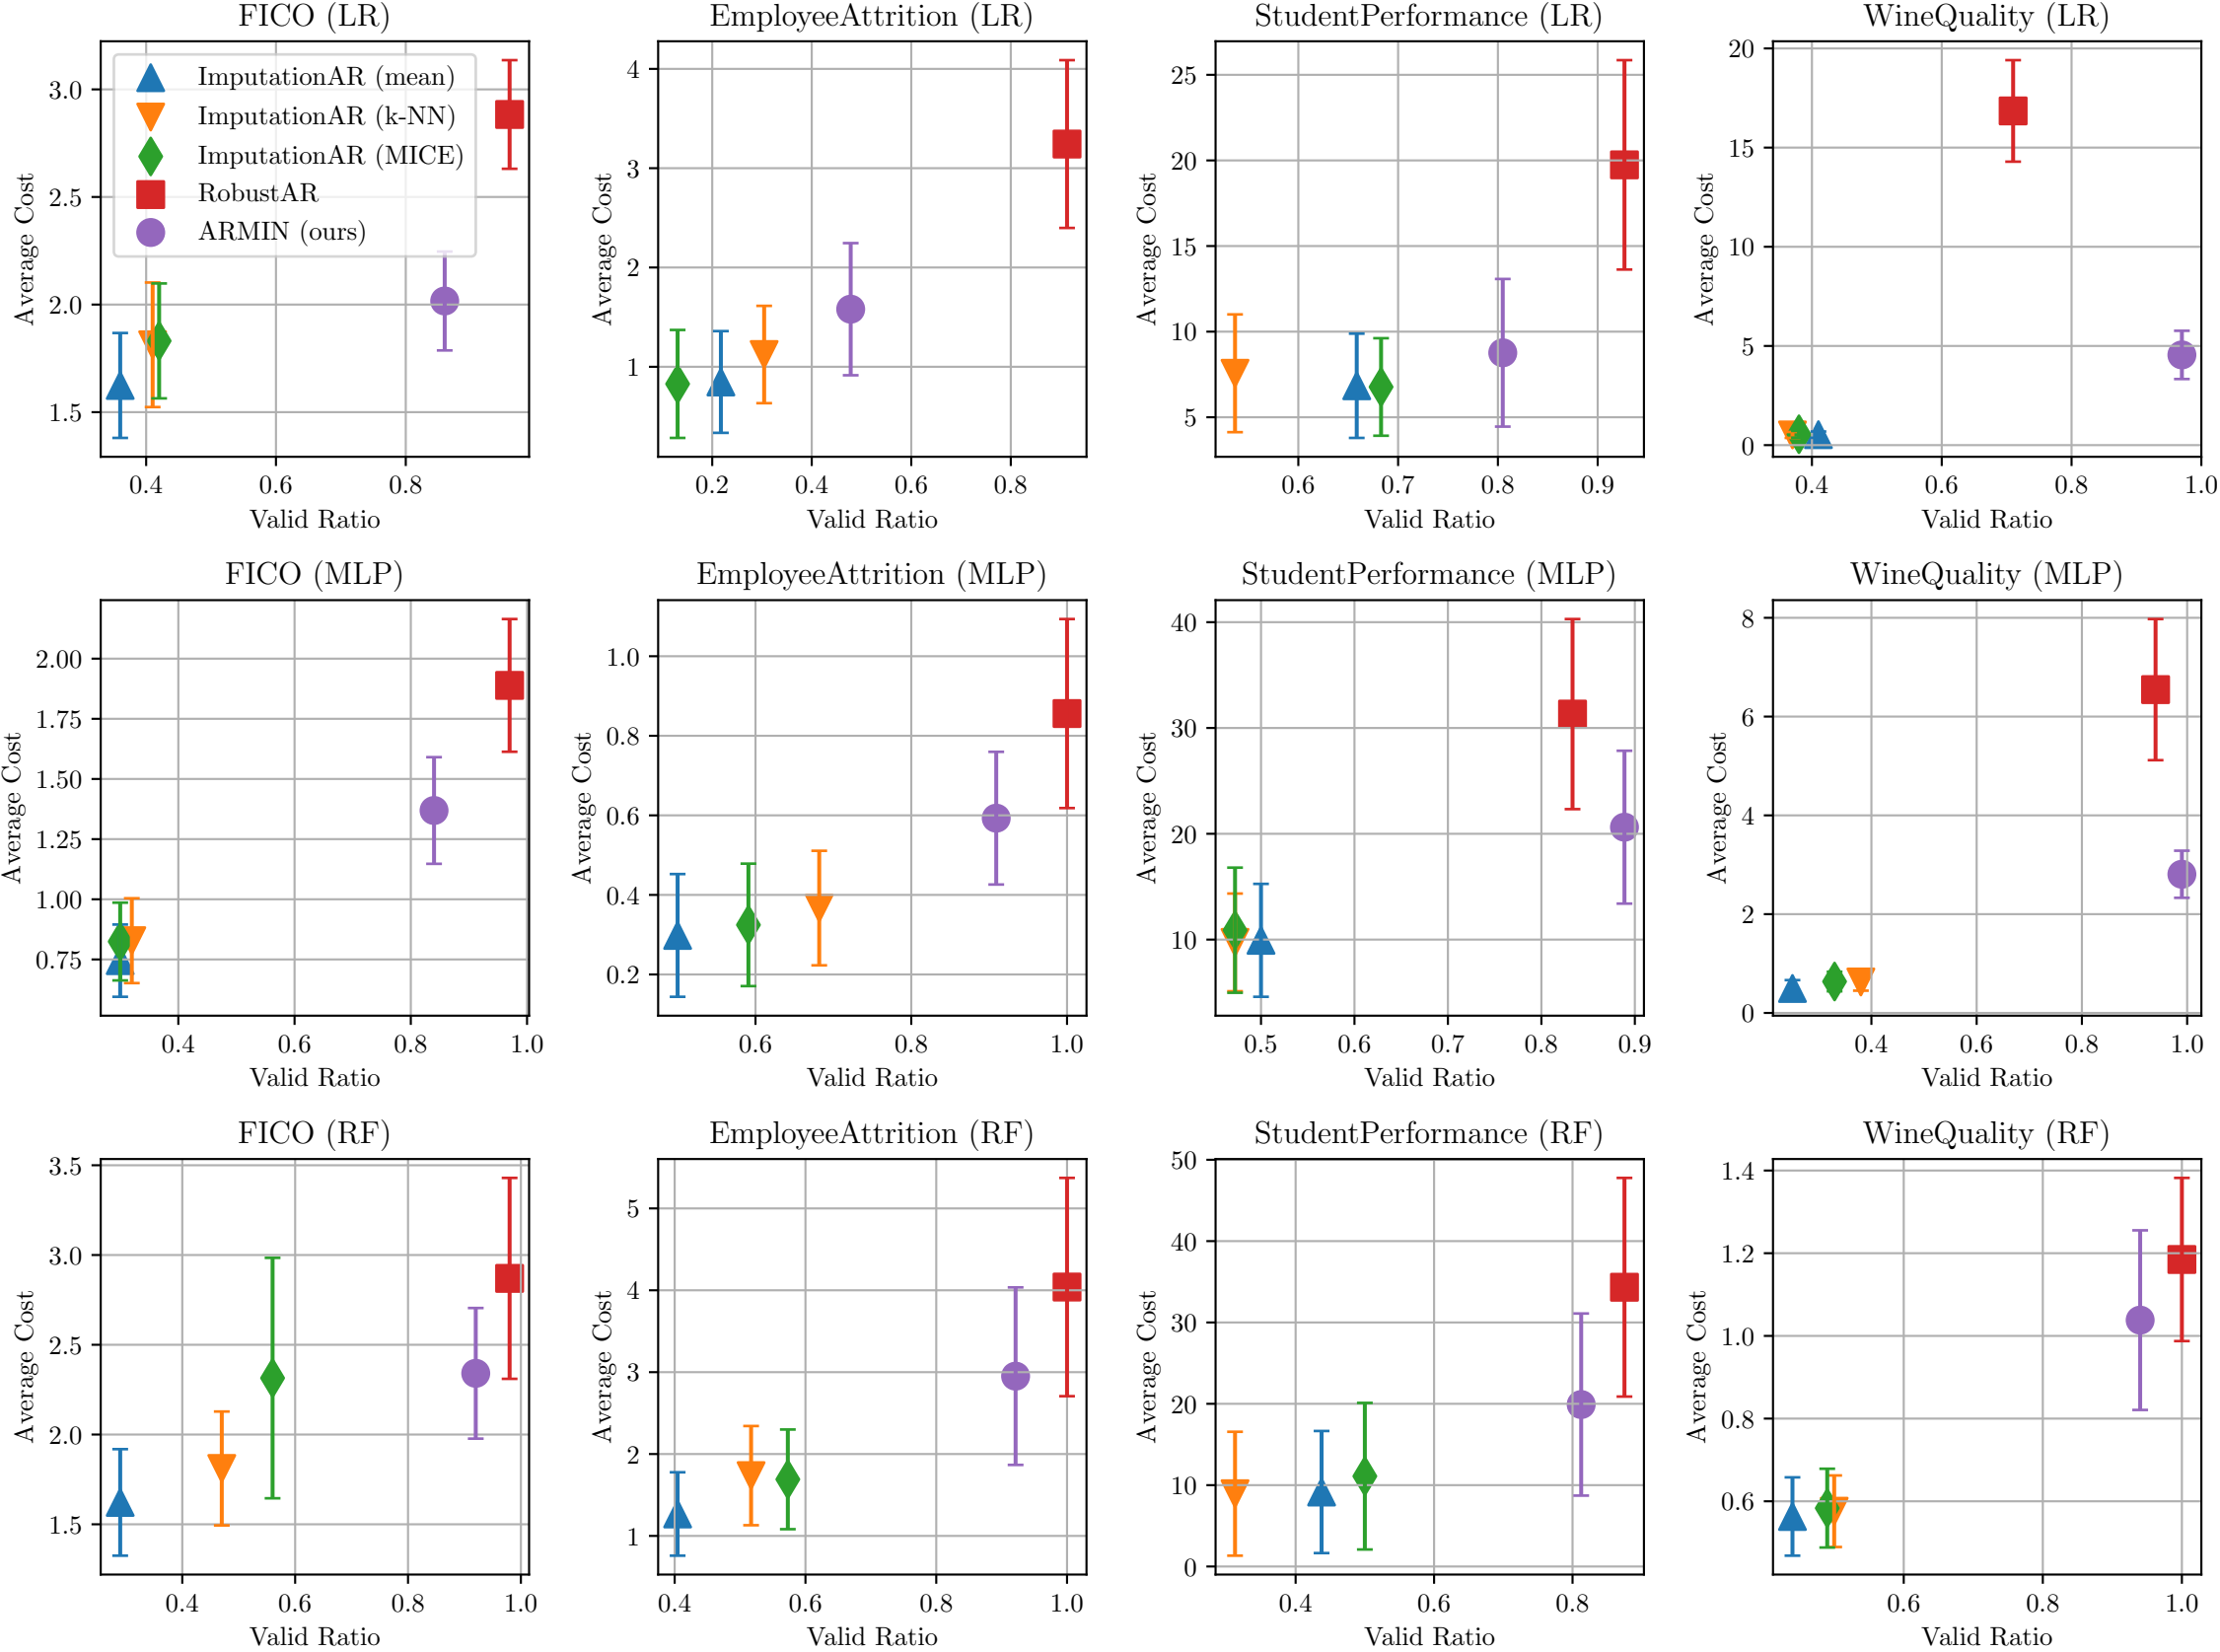 FICO (LR)
Average Cost
3.0
2.5
2.0
1.5
ImputationAR (mean)
ImputationAR (k-NN)
ImputationAR (MICE)
RobustAR
ARMIN (ours)
0.4 0.6 0.8
Valid Ratio
EmployeeAttrition (LR)
Average Cost
4
3
2
1
0.2 0.4 0.6 0.8
Valid Ratio
StudentPerformance (LR)
Average Cost
25
20
15
10
5
0.6 0.7 0.8 0.9
Valid Ratio
WineQuality (LR)
Average Cost
20
15
10
5
0
0.4 0.6 0.8 1.0
Valid Ratio
FICO (MLP)
Average Cost
2.00
1.75
1.50
1.25
1.00
0.75
0.4 0.6 0.8 1.0
Valid Ratio
EmployeeAttrition (MLP)
Average Cost
1.0
0.8
0.6
0.4
0.2
0.6 0.8 1.0
Valid Ratio
StudentPerformance (MLP)
Average Cost
40
30
20
10
0.5 0.6 0.7 0.8 0.9
Valid Ratio
WineQuality (MLP)
Average Cost
8
6
4
2
0
0.4 0.6 0.8 1.0
Valid Ratio
FICO (RF)
Average Cost
3.5
3.0
2.5
2.0
1.5
0.4 0.6 0.8 1.0
Valid Ratio
EmployeeAttrition (RF)
Average Cost
5
4
3
2
1
0.4 0.6 0.8 1.0
Valid Ratio
StudentPerformance (RF)
Average Cost
50
40
30
20
10
0
0.4 0.6 0.8
Valid Ratio
WineQuality (RF)
Average Cost
1.4
1.2
1.0
0.8
0.6
0.6 0.8 1.0
Valid Ratio